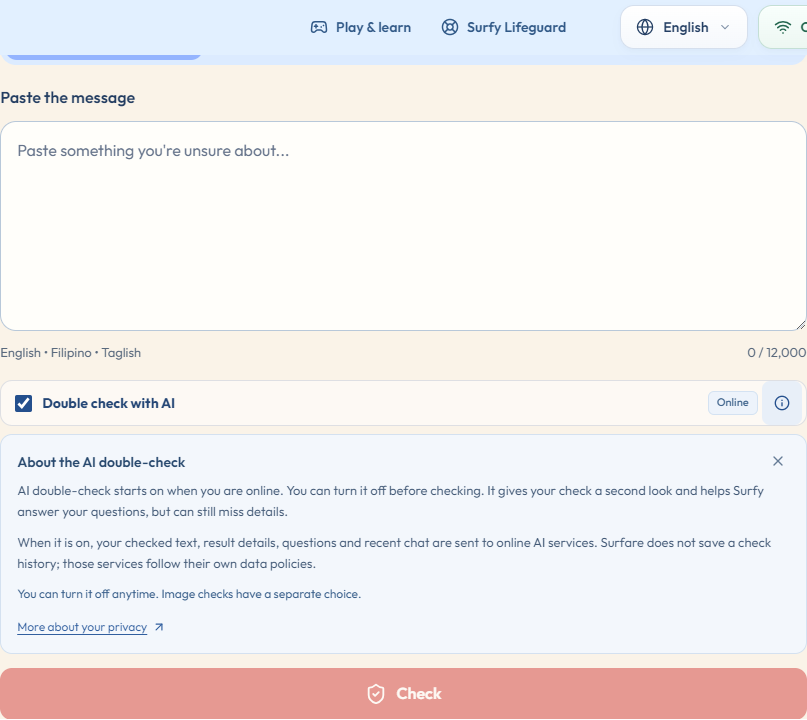 Play & learn
Surfy Lifeguard
English
Paste the message
Paste something you're unsure about...
English • Filipino • Taglish
0 / 12,000
Double check with AI
Online
About the AI double-check
AI double-check starts on when you are online. You can turn it off before checking. It gives your check a second look and helps Surfy
answer your questions, but can still miss details.
When it is on, your checked text, result details, questions and recent chat are sent to online AI services. Surfare does not save a check
history; those services follow their own data policies.
You can turn it off anytime. Image checks have a separate choice.
More about your privacy
Check